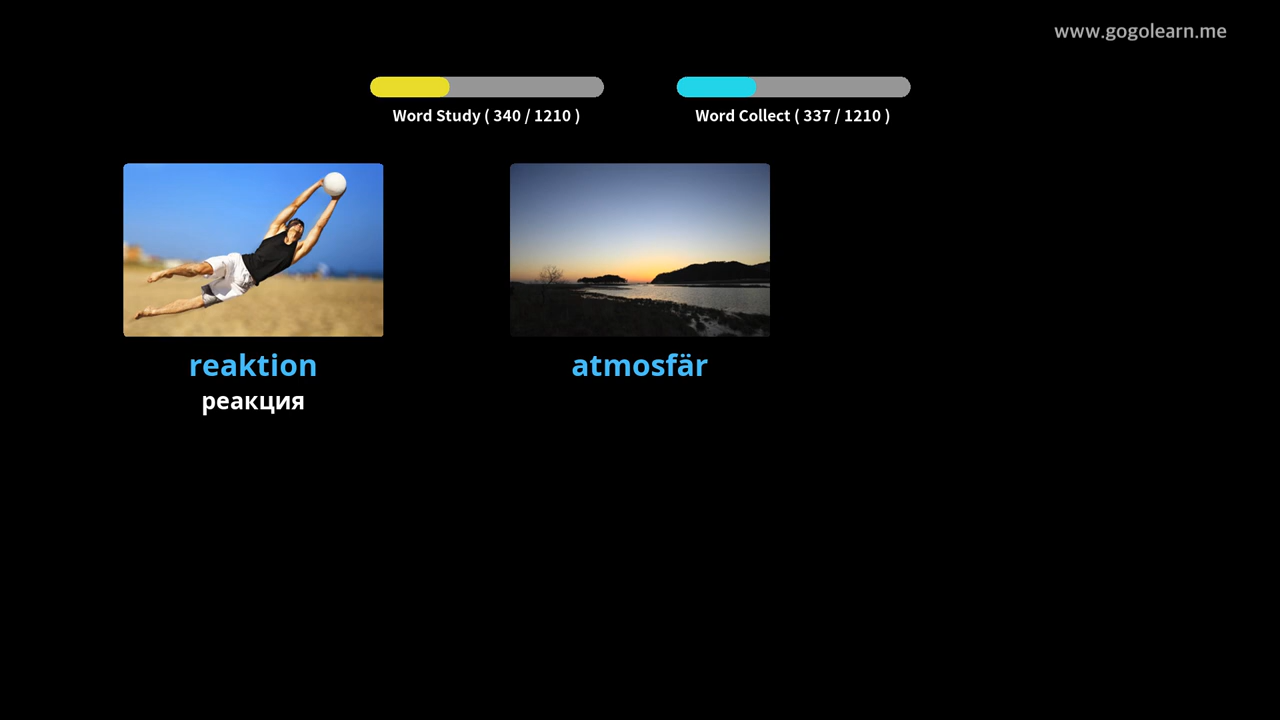 www.gogolearn.me
Word Study ( 340 / 1210 )
Word Collect ( 337 / 1210 )
reaktion
реакция
atmosfär